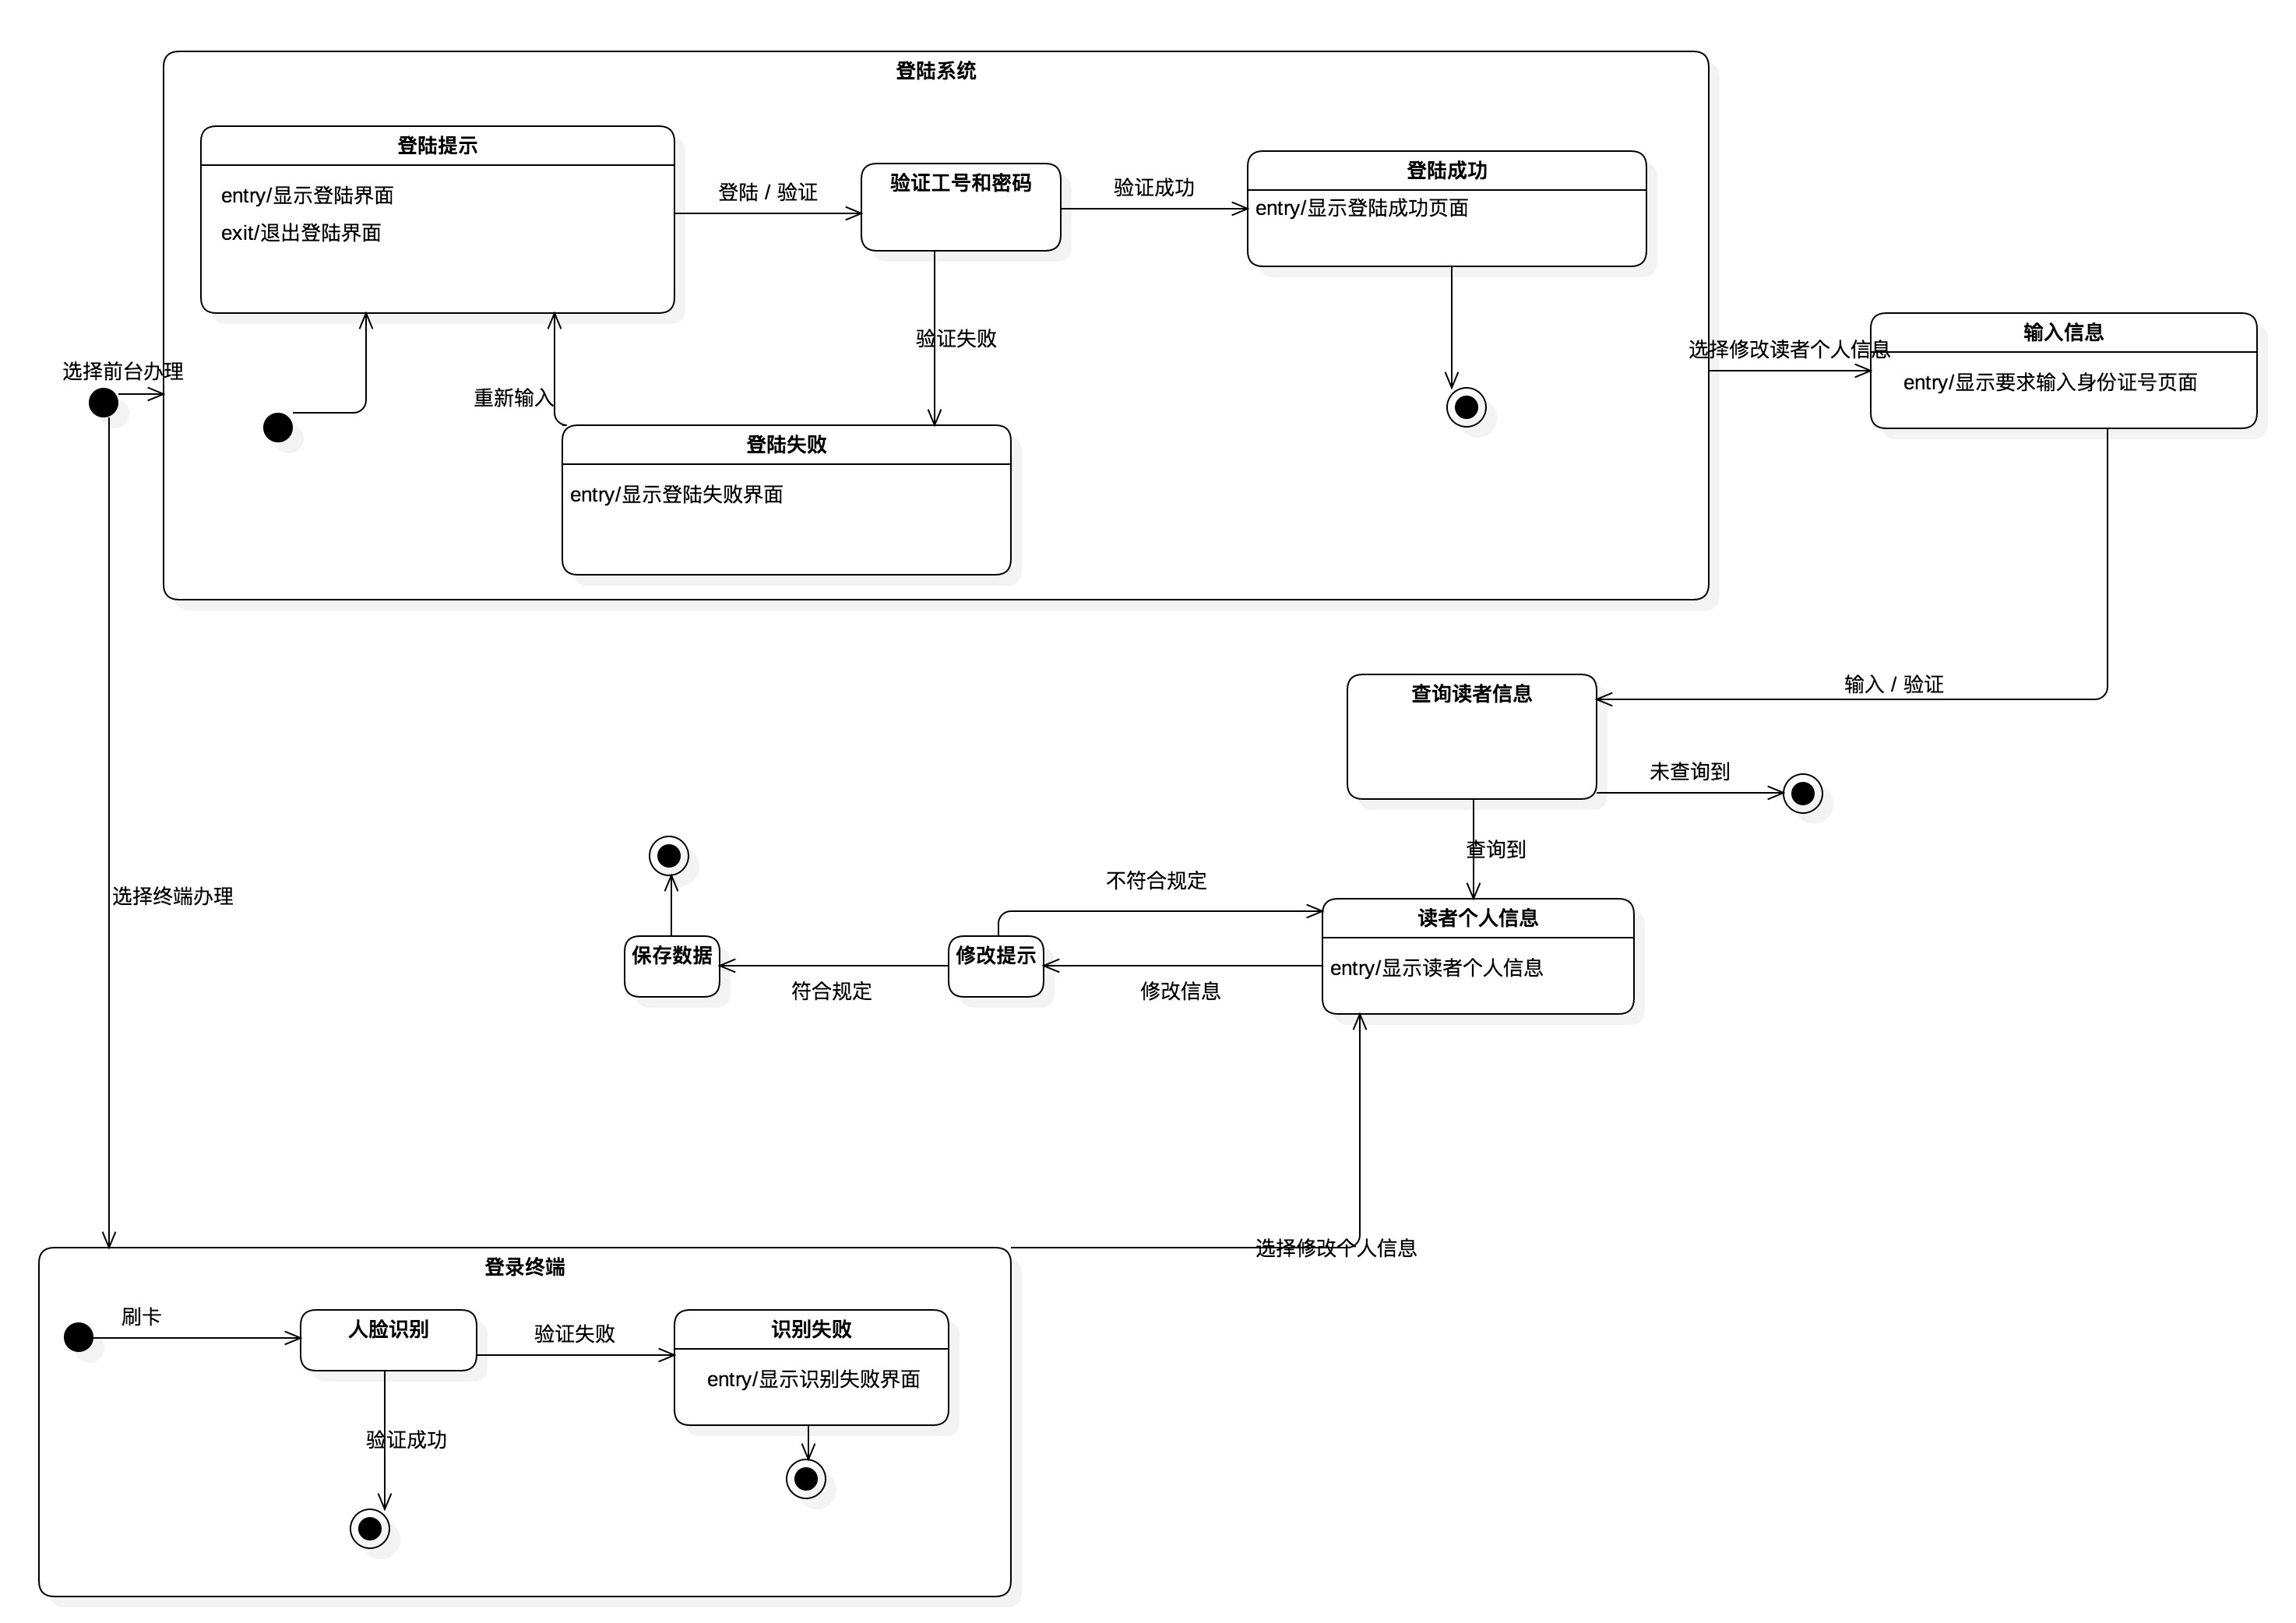 登陆系统
登陆提示
entry/显示登陆界面
exit/退出登陆界面
登陆 / 验证
验证工号和密码
验证成功
登陆成功
entry/显示登陆成功页面
验证失败
选择前台办理
重新输入
登陆失败
entry/显示登陆失败界面
选择修改读者个人信息
输入信息
entry/显示要求输入身份证号页面
输入 / 验证
查询读者信息
未查询到
查询到
选择终端办理
不符合规定
读者个人信息
entry/显示读者个人信息
保存数据
修改提示
符合规定
修改信息
选择修改个人信息
登录终端
刷卡
人脸识别
验证失败
识别失败
entry/显示识别失败界面
验证成功